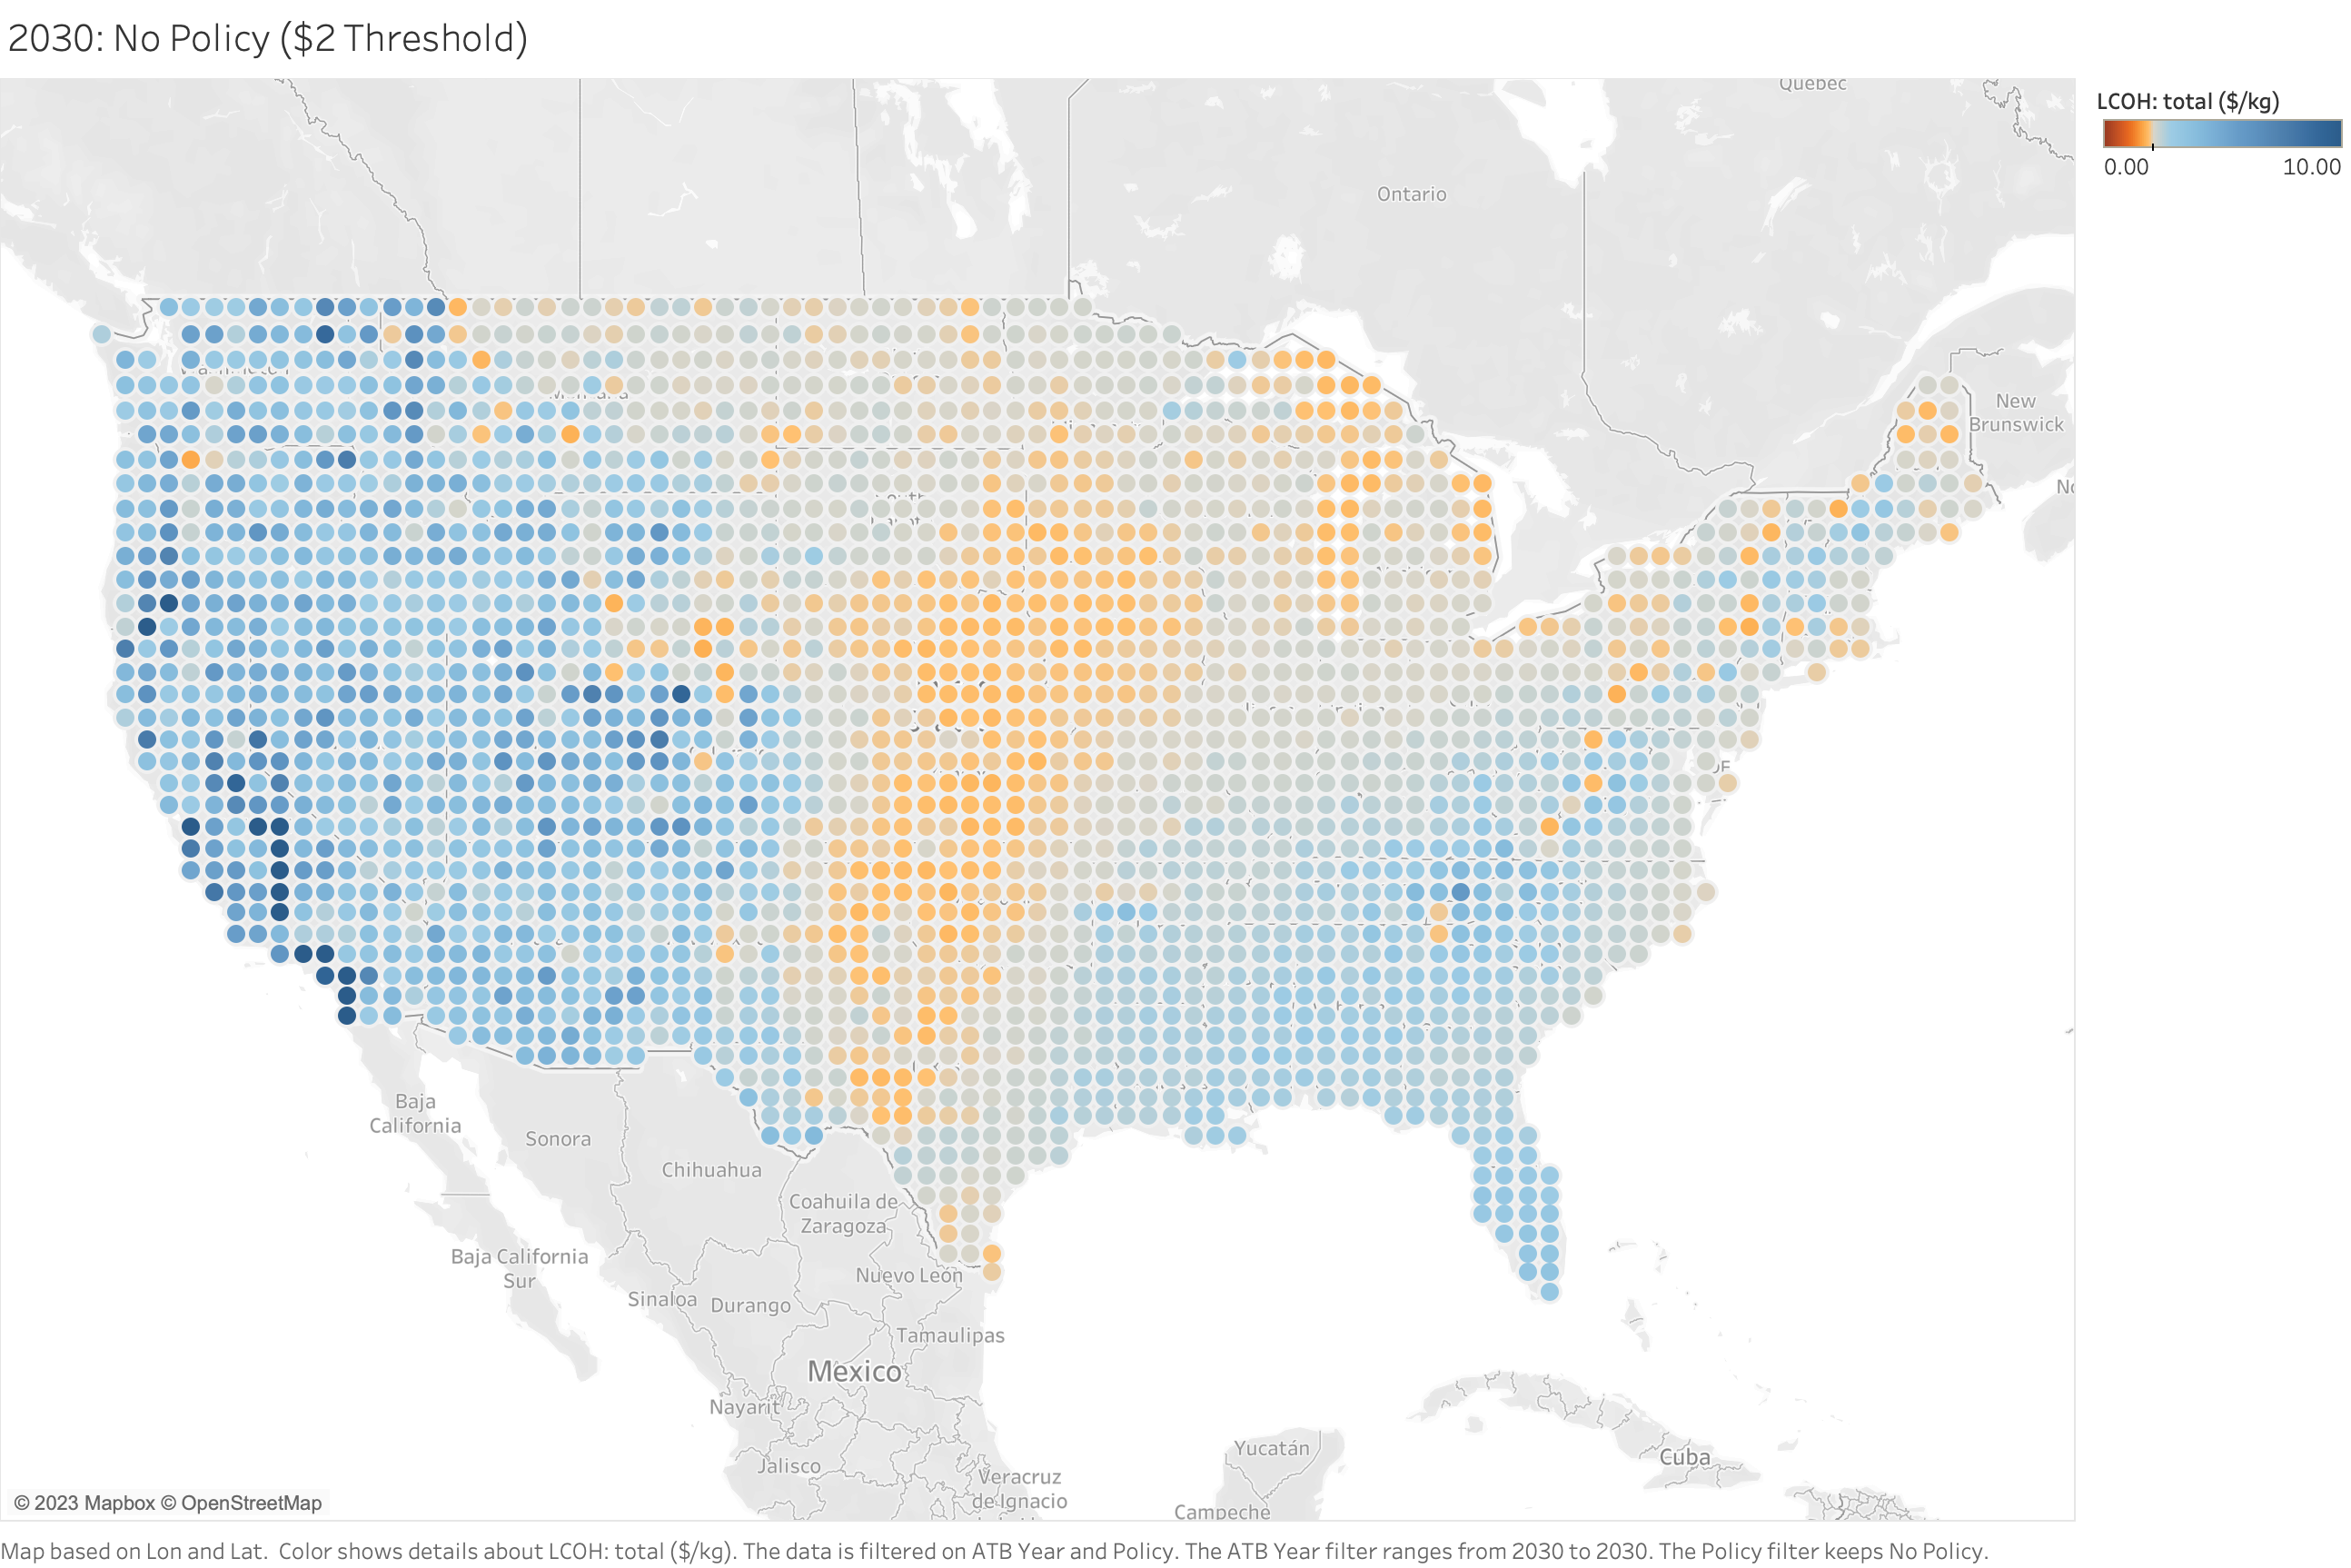 2030: No Policy ($2 Threshold)
LCOH: total ($/kg)
0.00
10.00
Quebec
Ontario
New
Brunswick
Baja
California
Sonora
Chihuahua
Coahuila de
Zaragoza
Baja California
Sur
Nuevo León
Sinaloa
Durango
Tamaulipas
Mexico
Nayarit
Jalisco
Veracruz
de Ignacio
Yucatán
Campeche
Cuba
© 2023 Mapbox © OpenStreetMap
Map based on Lon and Lat. Color shows details about LCOH: total ($/kg). The data is filtered on ATB Year and Policy. The ATB Year filter ranges from 2030 to 2030. The Policy filter keeps No Policy.